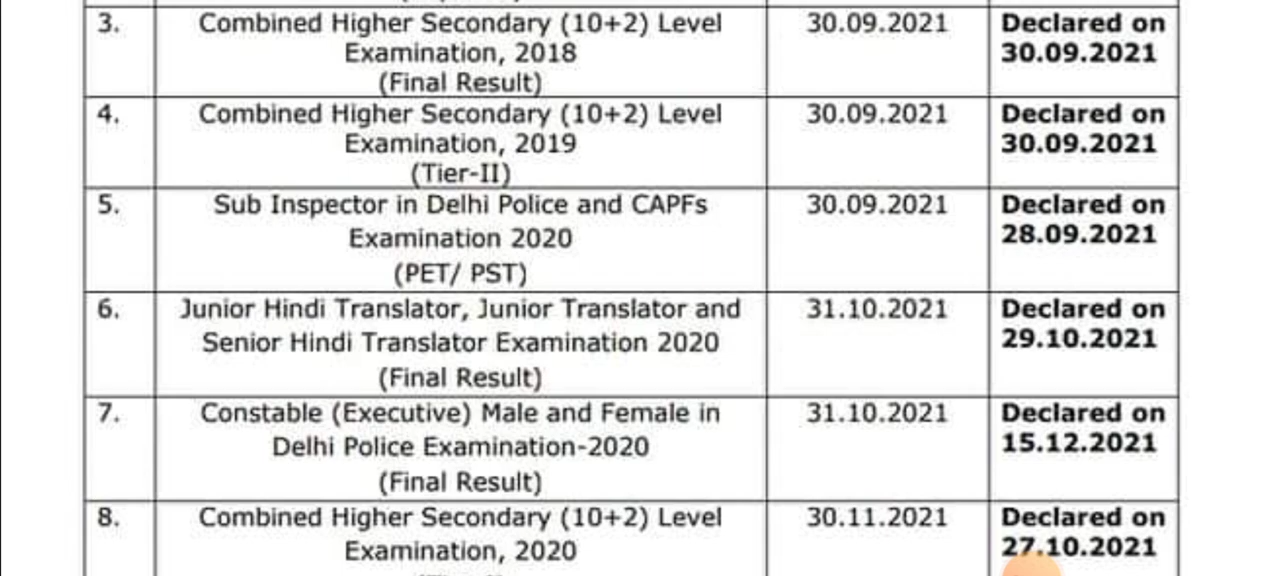 3. Combined Higher Secondary (10+2) Level 30.09.2021 Declared on
Examination, 2018 30.09.2021
(Final Result)
4. Combined Higher Secondary (10+2) Level 30.09.2021 Declared on
Examination, 2019 30.09.2021
(Tier-II)
5. Sub Inspector in Delhi Police and CAPFs 30.09.2021 Declared on
Examination 2020 28.09.2021
(PET/ PST)
6. Junior Hindi Translator, Junior Translator and 31.10.2021 Declared on
Senior Hindi Translator Examination 2020 29.10.2021
(Final Result)
7. Constable (Executive) Male and Female in 31.10.2021 Declared on
Delhi Police Examination-2020 15.12.2021
(Final Result)
8. Combined Higher Secondary (10+2) Level 30.11.2021 Declared on
Examination, 2020 27.10.2021